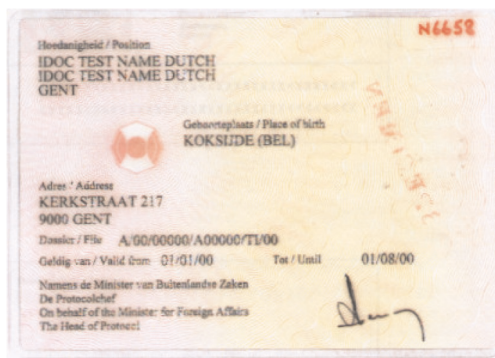 N6658
Hoedanigheid / Position
IDOC TEST NAME DUTCH
IDOC TEST NAME DUTCH
GENT
Geboorteplaats / Place of birth
KOKSIJDE (BEL)
Adres / Address
KERKSTRAAT 217
9000 GENT
Dossier / File A/00/00000/A00000/TI/00
Geldig van / Valid from 01/01/00 Tot / Until 01/08/00
Namens de Minister van Buitenlandse Zaken
De Protocolchef
On behalf of the Minister for Foreign Affairs
The Head of Protocol